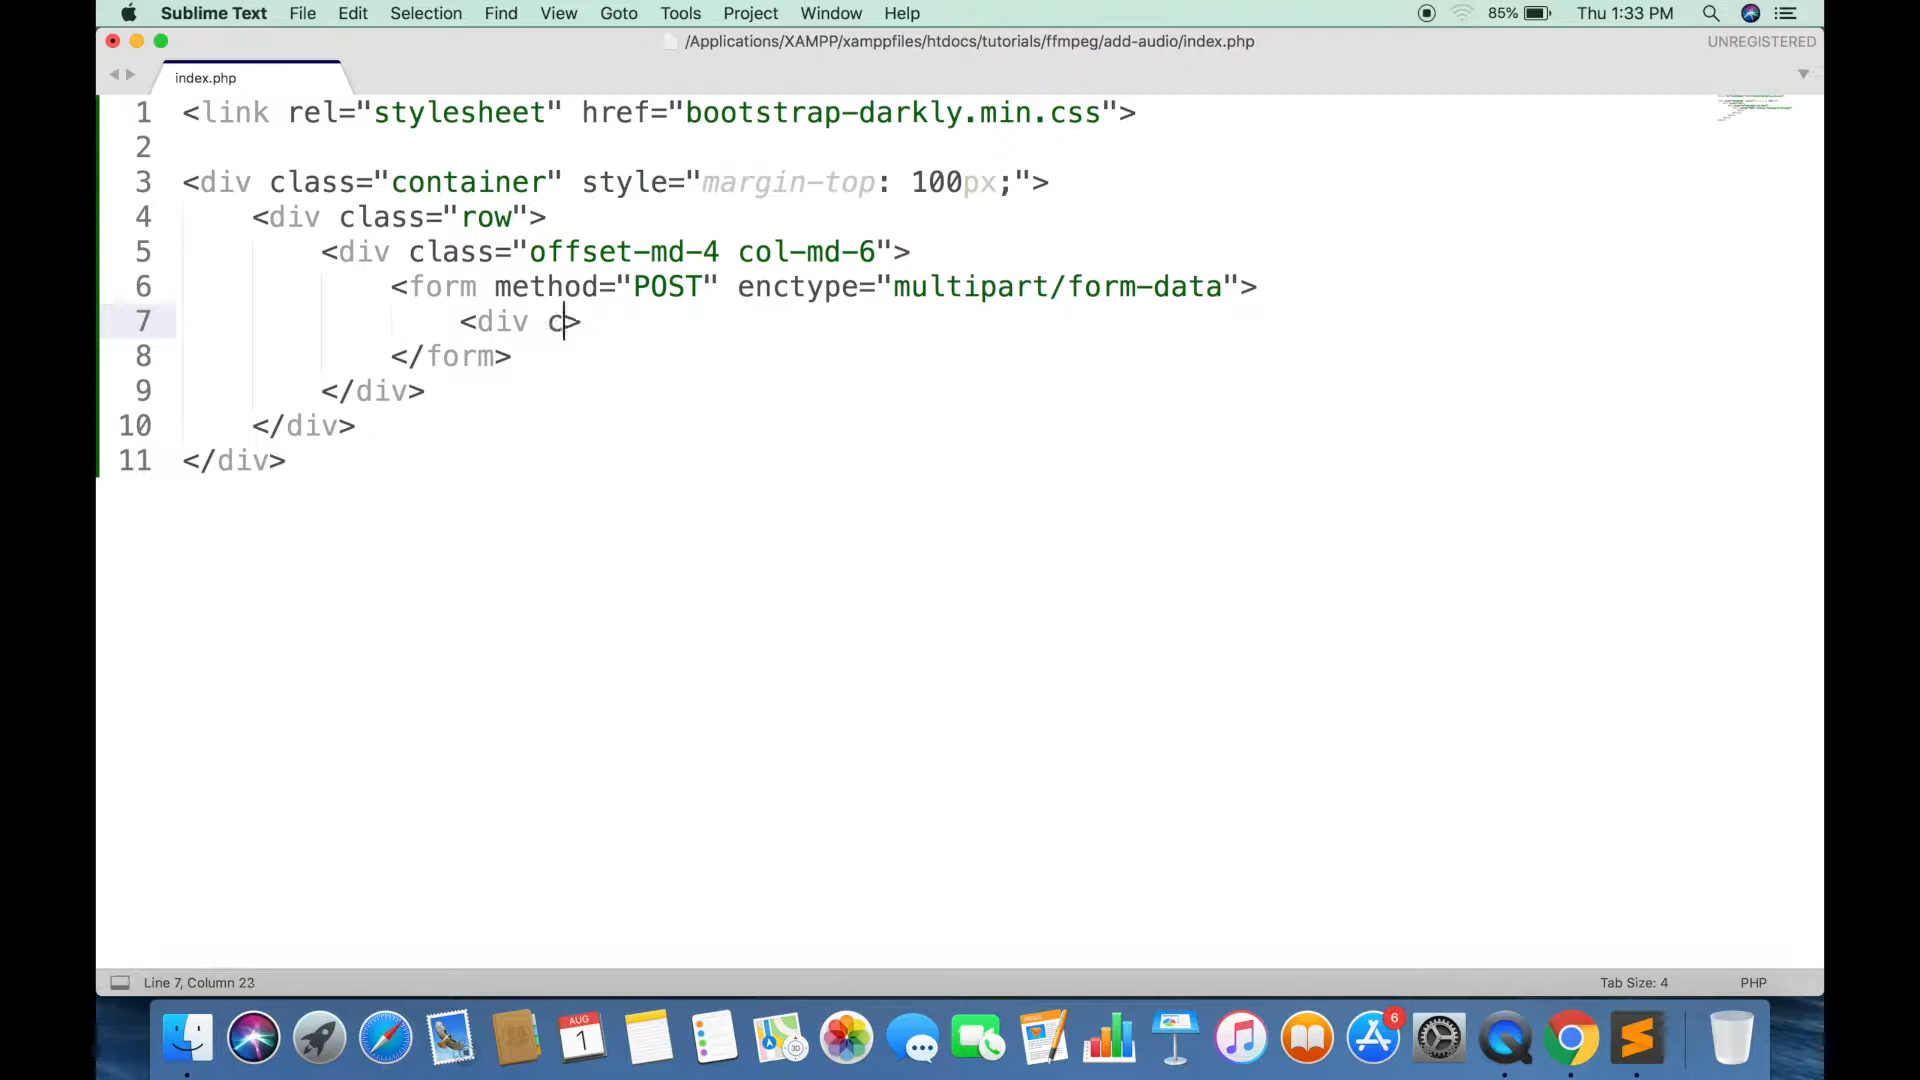 Sublime Text File Edit Selection Find View Goto Tools Project Window Help 85% Thu 1:33 PM
/Applications/XAMPP/xamppfiles/htdocs/tutorials/ffmpeg/add-audio/index.php UNREGISTERED
index.php
1 <link rel="stylesheet" href="bootstrap-darkly.min.css">
2
3 <div class="container" style="margin-top: 100px;">
4 <div class="row">
5 <div class="offset-md-4 col-md-6">
6 <form method="POST" enctype="multipart/form-data">
7 <div c>
8 </form>
9 </div>
10 </div>
11 </div>
Line 7, Column 23 Tab Size: 4 PHP
AUG 6
1